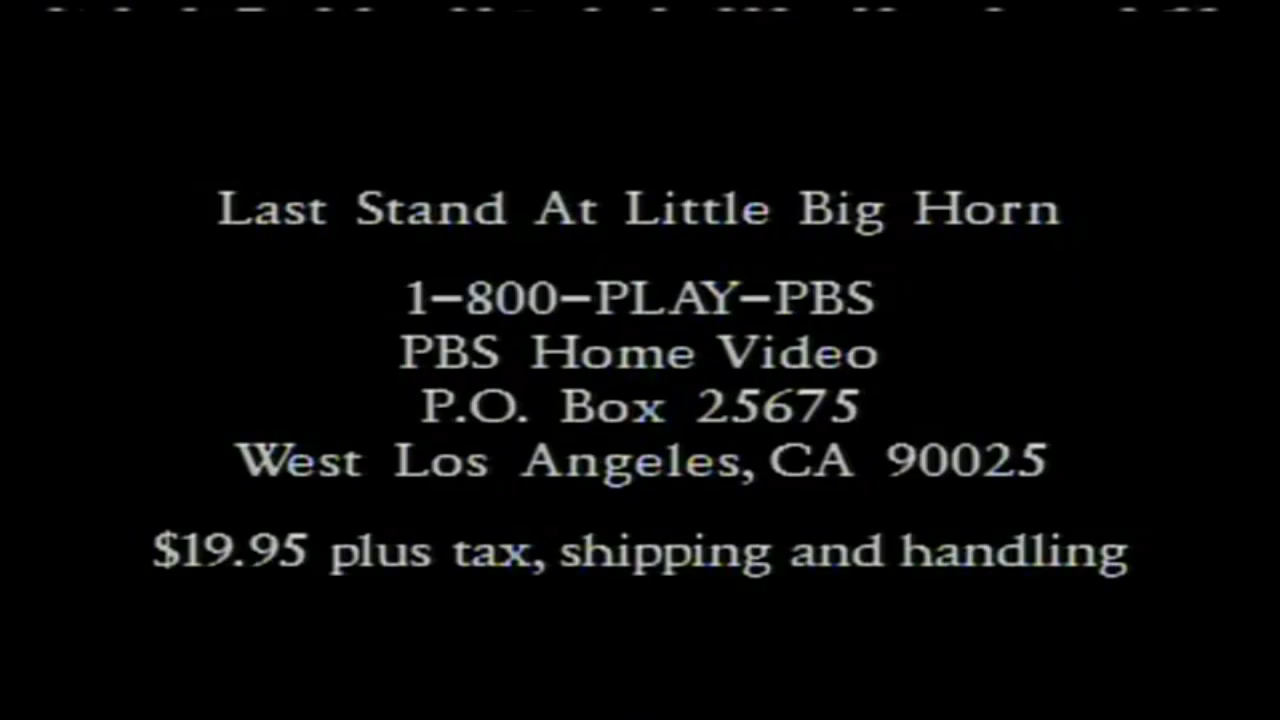 Last Stand At Little Big Horn
1-800-PLAY-PBS
PBS Home Video
P.O. Box 25675
West Los Angeles, CA 90025
$19.95 plus tax, shipping and handling